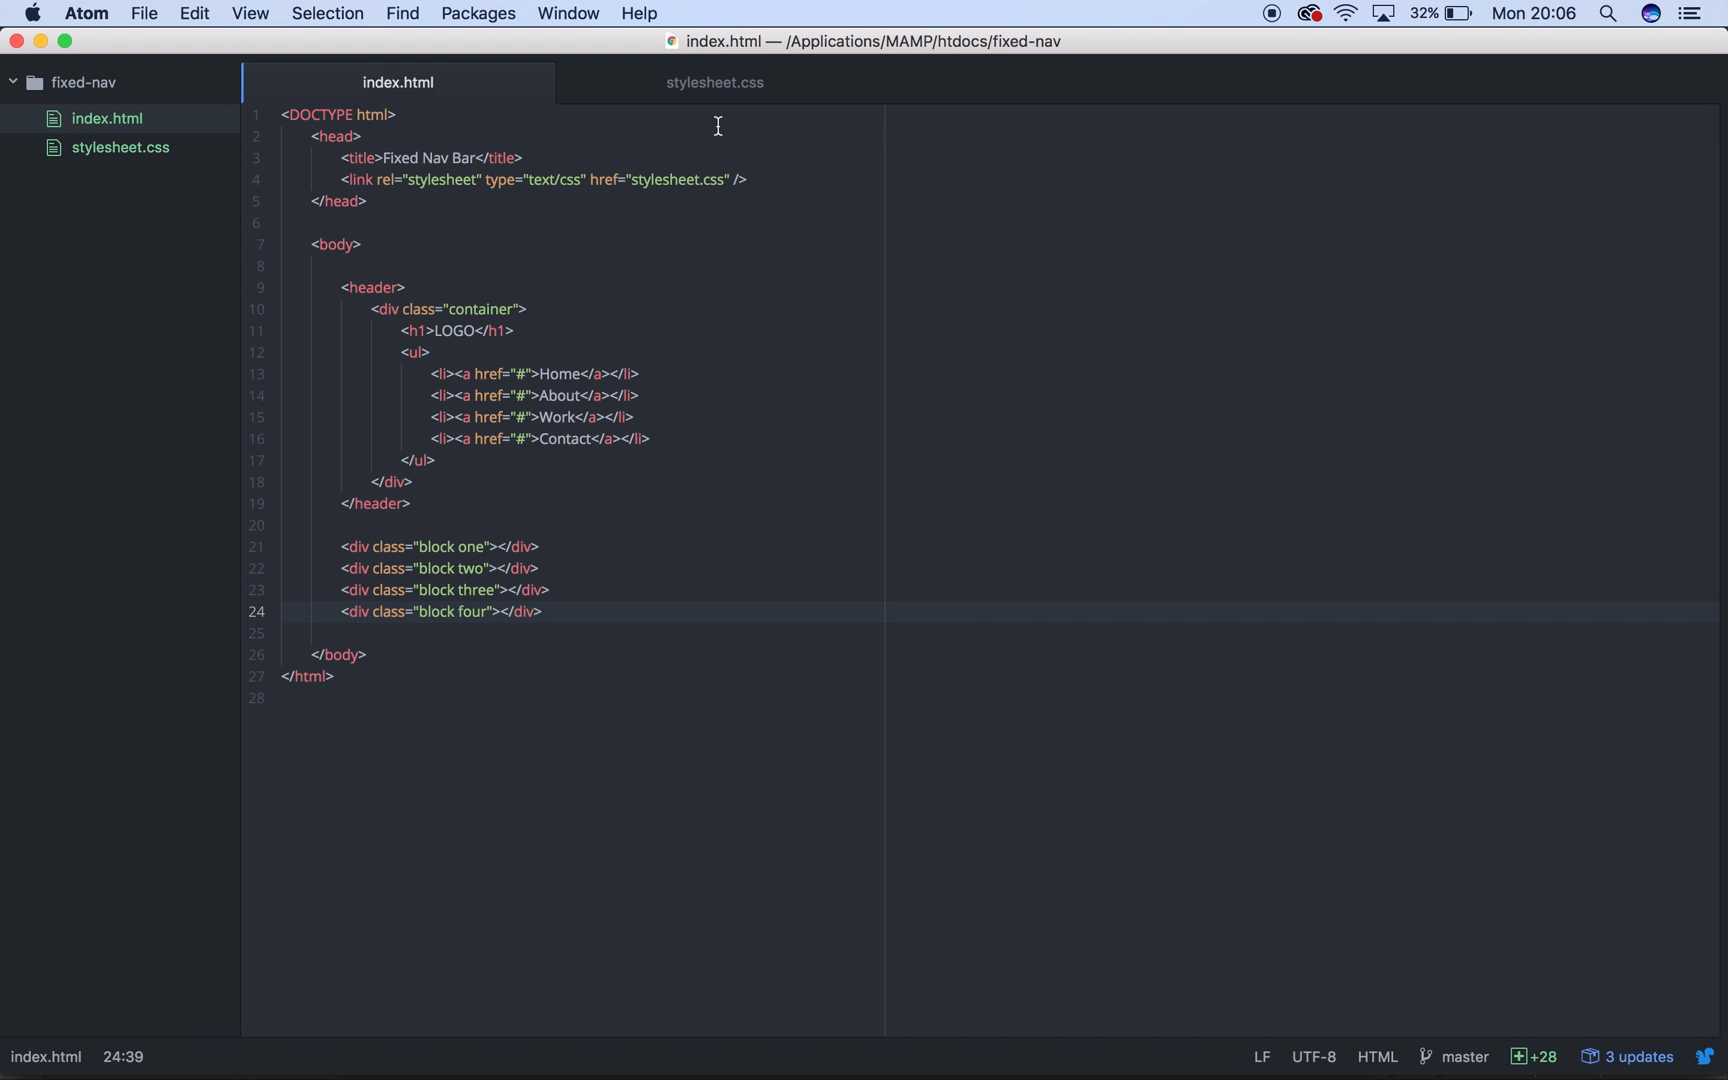 Atom File Edit View Selection Find Packages Window Help 32% Mon 20:06
index.html — /Applications/MAMP/htdocs/fixed-nav
fixed-nav
index.html
stylesheet.css
index.html stylesheet.css
1 <DOCTYPE html>
2 <head>
3 <title>Fixed Nav Bar</title>
4 <link rel="stylesheet" type="text/css" href="stylesheet.css" />
5 </head>
6
7 <body>
8
9 <header>
10 <div class="container">
11 <h1>LOGO</h1>
12 <ul>
13 <li><a href="#">Home</a></li>
14 <li><a href="#">About</a></li>
15 <li><a href="#">Work</a></li>
16 <li><a href="#">Contact</a></li>
17 </ul>
18 </div>
19 </header>
20
21 <div class="block one"></div>
22 <div class="block two"></div>
23 <div class="block three"></div>
24 <div class="block four"></div>
25
26 </body>
27 </html>
28
index.html 24:39 LF UTF-8 HTML master +28 3 updates